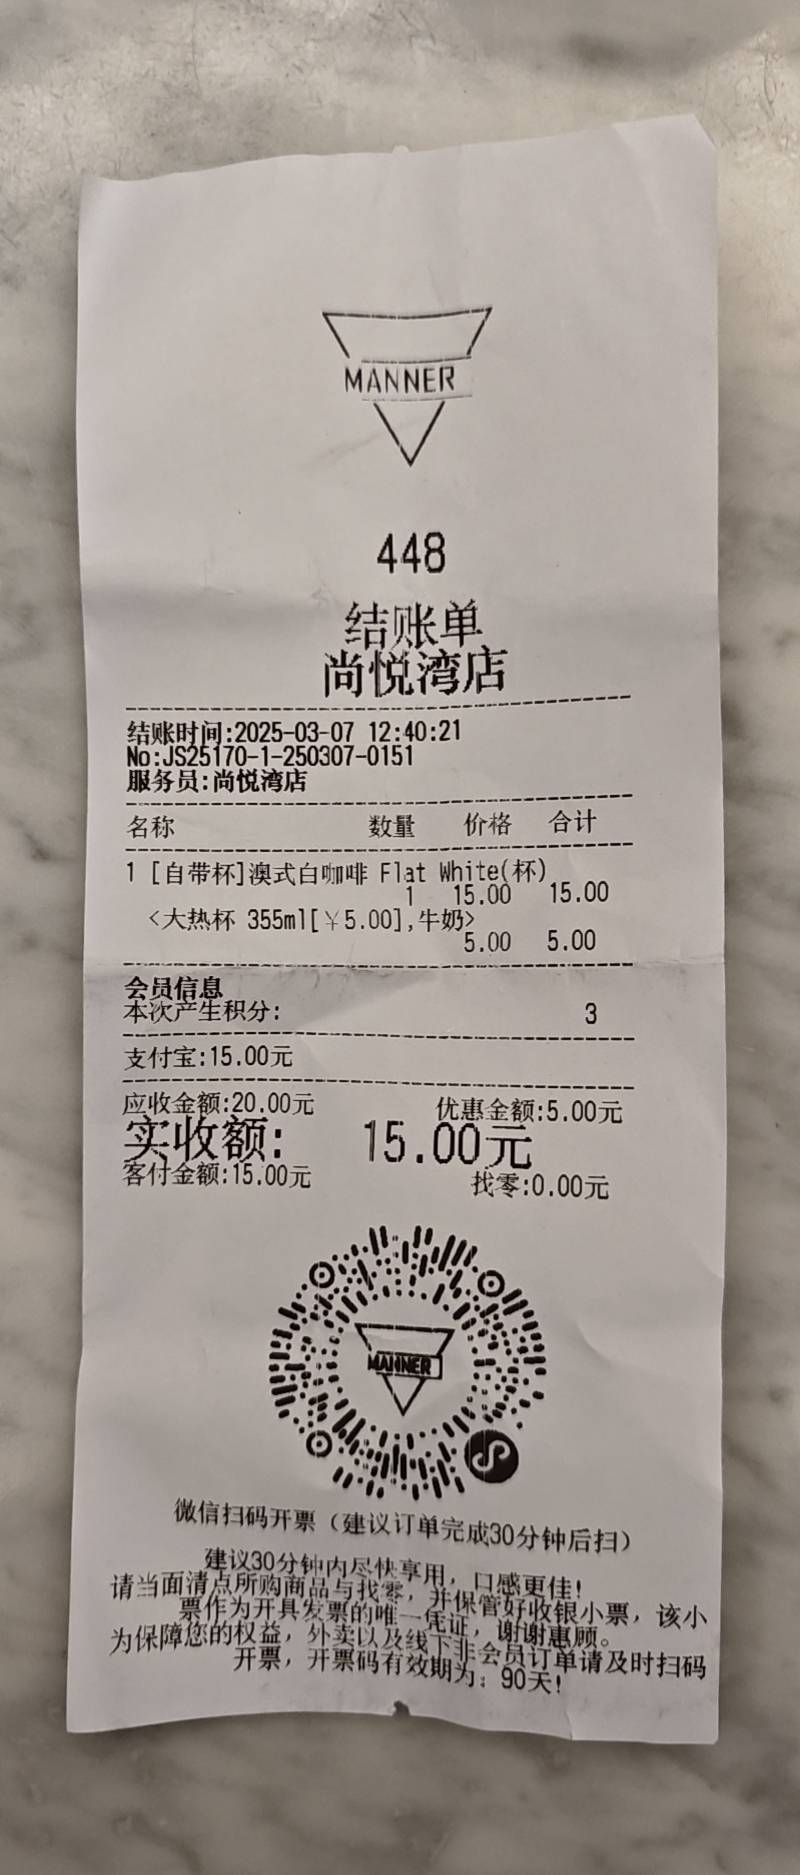 MANNER
448
结账单
尚悦湾店
结账时间:2025-03-07 12:40:21
No:JS25170-1-250307-0151
服务员:尚悦湾店
名称 数量 价格 合计
1 [自带杯]澳式白咖啡 Flat White(杯)
1 15.00 15.00
<大热杯 355ml[￥5.00],牛奶>
5.00 5.00
会员信息
本次产生积分: 3
支付宝:15.00元
应收金额:20.00元 优惠金额:5.00元
实收额: 15.00元
客付金额:15.00元 找零:0.00元
MANNER
微信扫码开票（建议订单完成30分钟后扫）
建议30分钟内尽快享用，口感更佳！
请当面清点所购商品与找零，并保管好收银小票，该小
票作为开具发票的唯一凭证，谢谢惠顾。
为保障您的权益，外卖以及线下非会员订单请及时扫码
开票，开票码有效期为：90天！